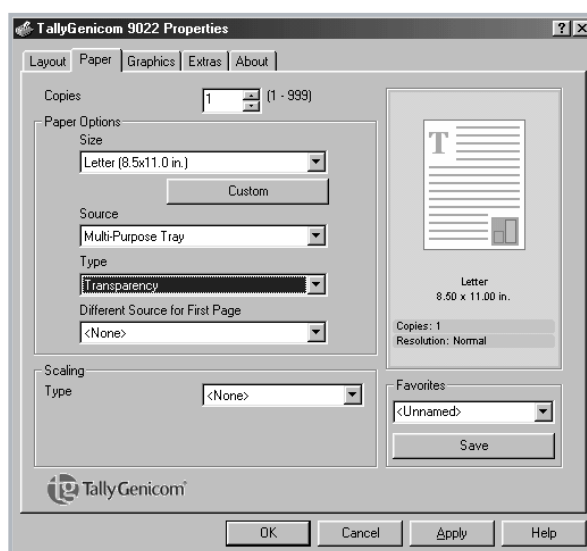 TallyGenicom 9022 Properties
Layout Paper Graphics Extras About
Copies 1 (1 - 999)
Paper Options
Size
Letter (8.5x11.0 in.)
Custom
Source
Multi-Purpose Tray
Type
Transparency
Different Source for First Page
<None>
T
Letter
8.50 x 11.00 in.
Copies: 1
Resolution: Normal
Scaling
Type <None>
Favorites
<Unnamed>
Save
tg TallyGenicom
OK Cancel Apply Help